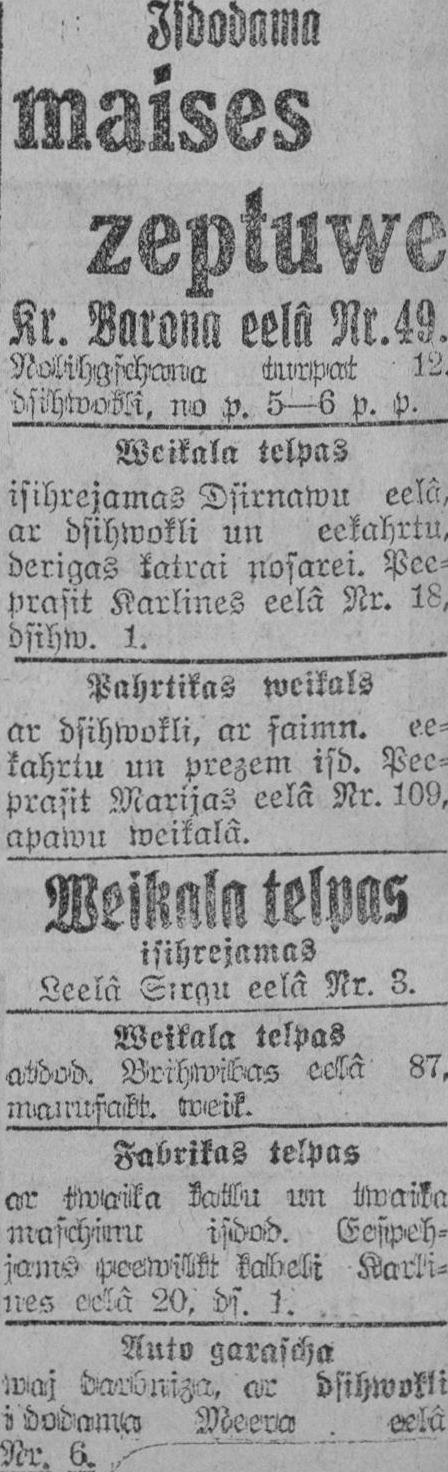 Isdodama
maises
zeptuwe
Kr. Barona eelâ Nr. 49.
Nolihgschana turpat 12.
dsihwokli, no p. 5—6 p. p.
Weikala telpas
isihrejamas Dsirnawu eelâ,
ar dsihwokli un eekahrtu,
derigas katrai nosarei. Pee-
prasit Karlines eelâ Nr. 18,
dsihw. 1.
Pahrtikas weikals
ar dsihwokli, ar saimn. ee-
kahrtu un prezem isd. Pee-
prasit Marijas eelâ Nr. 109,
apawu weikalâ.
Weikala telpas
isihrejamas
Leelâ Sirgu eelâ Nr. 3.
Weikala telpas
atdod. Brihwibas eelâ 87,
manufakt. weik.
Fabrikas telpas
ar twaika katlu un twaika
maschinu isdod. Eespeh-
jams peewilkt kabeli Karli-
nes eelâ 20, ds. 1.
Auto garascha
waj darbniza, ar dsihwokli
i dodama Meera eelâ
Nr. 6.